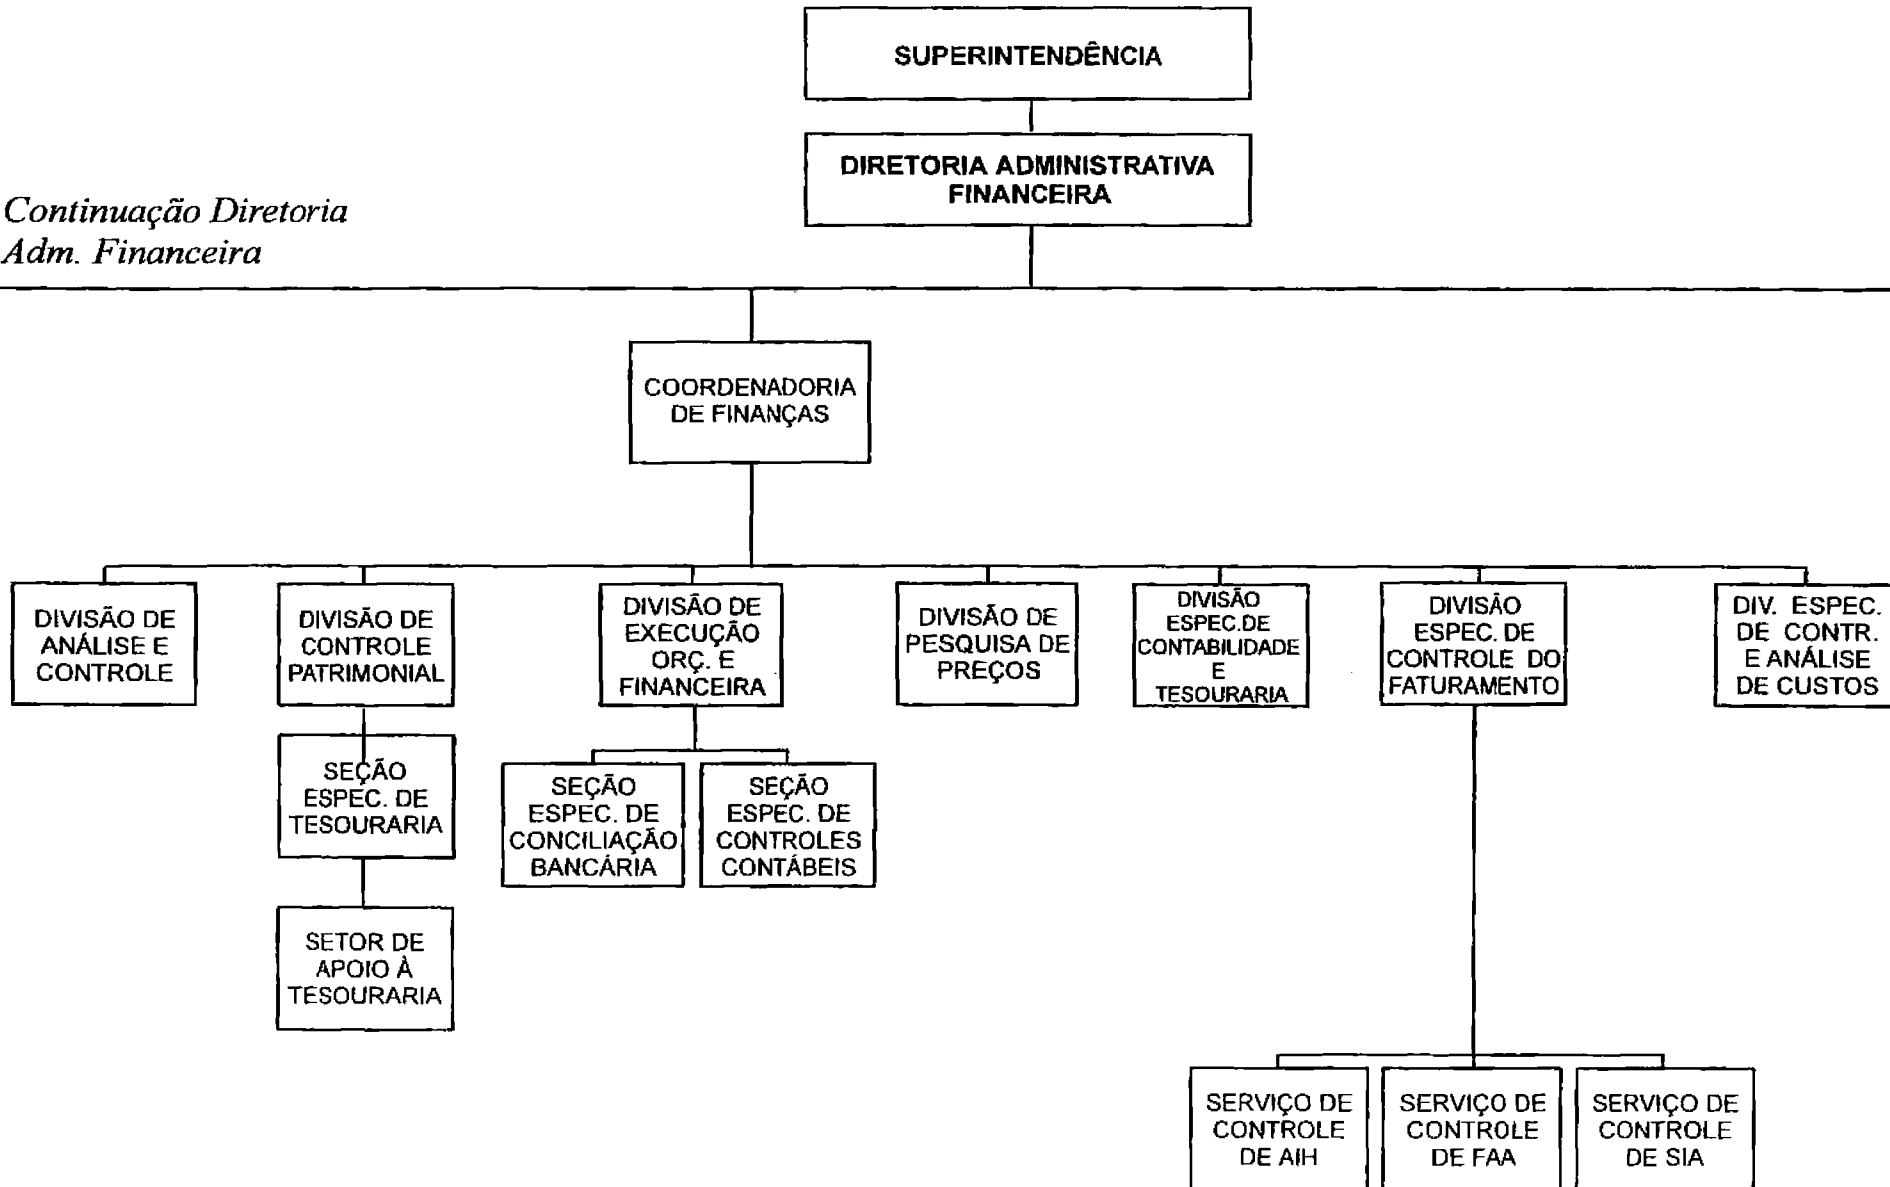 SUPERINTENDÊNCIA
DIRETORIA ADMINISTRATIVA
FINANCEIRA
Continuação Diretoria
Adm. Financeira
COORDENADORIA
DE FINANÇAS
DIVISÃO DE
ANÁLISE E
CONTROLE
DIVISÃO DE
CONTROLE
PATRIMONIAL
DIVISÃO DE
EXECUÇÃO
ORÇ. E
FINANCEIRA
DIVISÃO DE
PESQUISA DE
PREÇOS
DIVISÃO
ESPEC.DE
CONTABILIDADE
E
TESOURARIA
DIVISÃO
ESPEC. DE
CONTROLE DO
FATURAMENTO
DIV. ESPEC.
DE CONTR.
E ANÁLISE
DE CUSTOS
SEÇÃO
ESPEC. DE
TESOURARIA
SEÇÃO
ESPEC. DE
CONCILIAÇÃO
BANCÁRIA
SEÇÃO
ESPEC. DE
CONTROLES
CONTÁBEIS
SETOR DE
APOIO À
TESOURARIA
SERVIÇO DE
CONTROLE
DE AIH
SERVIÇO DE
CONTROLE
DE FAA
SERVIÇO DE
CONTROLE
DE SIA